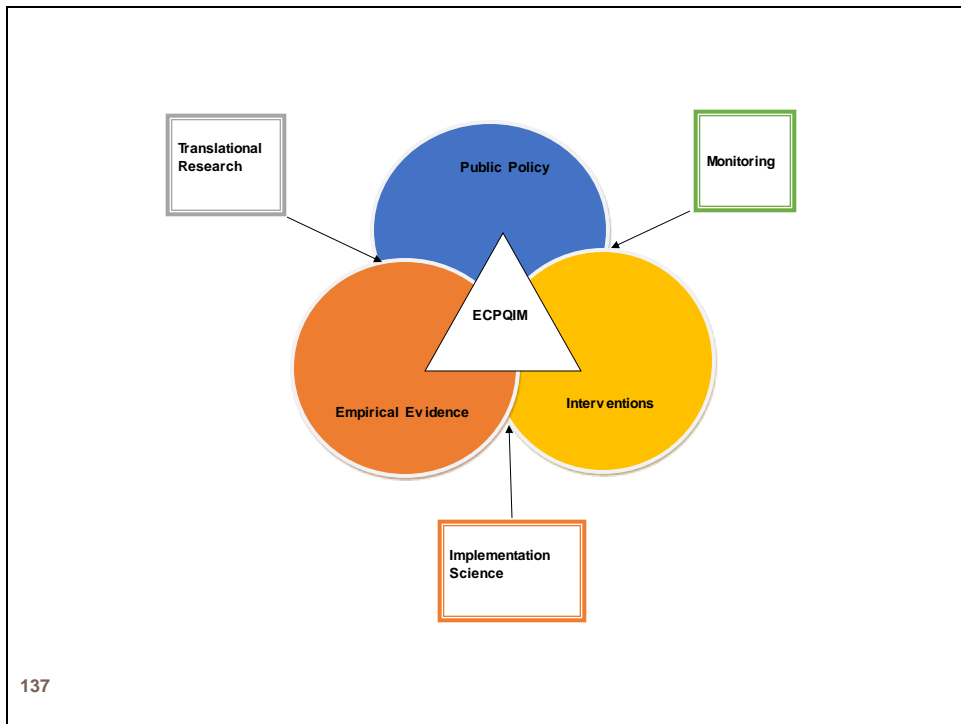 Translational
Research
Public Policy
Monitoring
ECPQIM
Empirical Evidence
Interventions
Implementation
Science
137